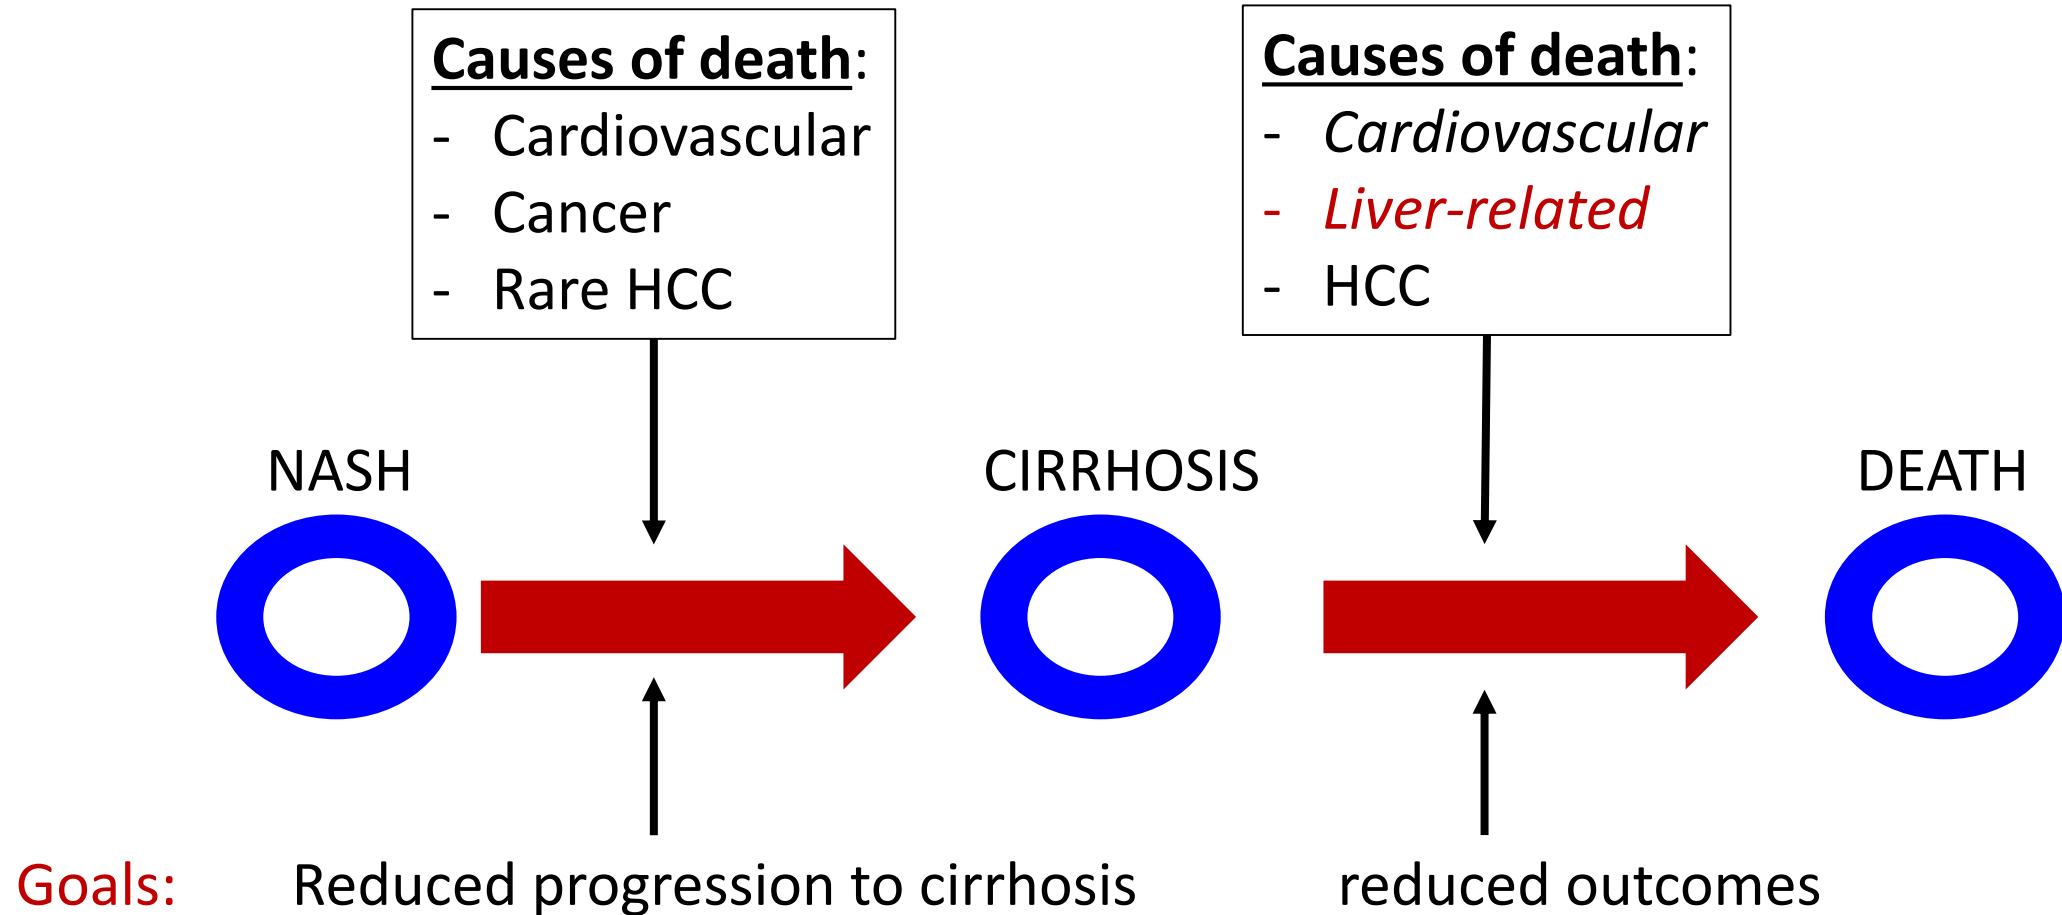 Causes of death:
- Cardiovascular
- Cancer
- Rare HCC
Causes of death:
- Cardiovascular
- Liver-related
- HCC
NASH
CIRRHOSIS
DEATH
Goals: Reduced progression to cirrhosis reduced outcomes